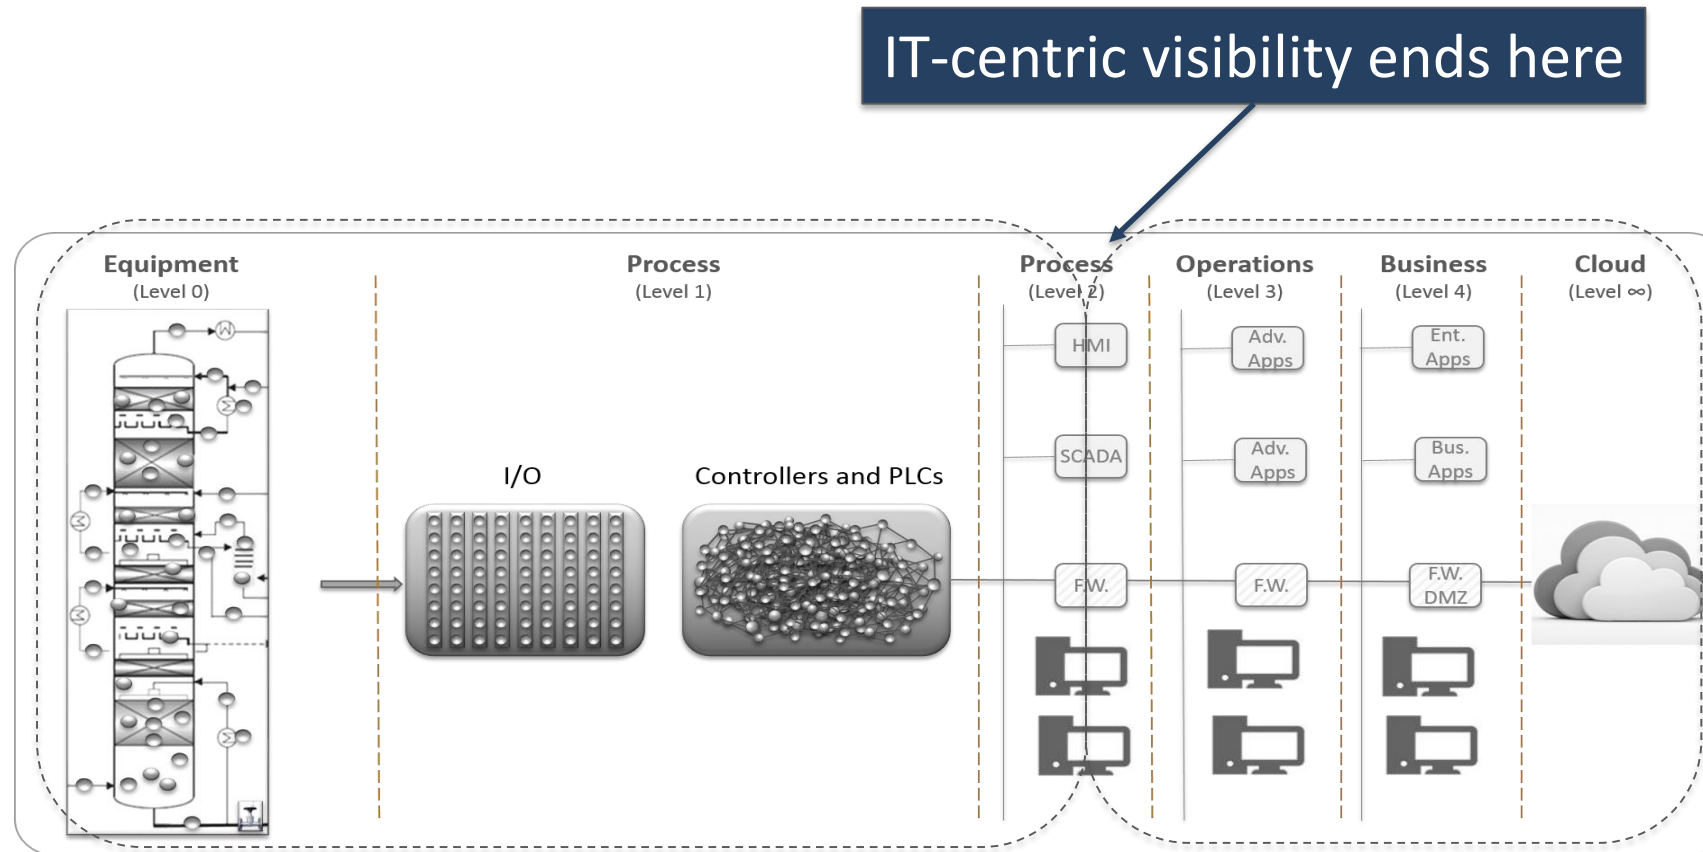 IT-centric visibility ends here
Equipment
(Level 0)
Process
(Level 1)
Process
(Level 2)
Operations
(Level 3)
Business
(Level 4)
Cloud
(Level ∞)
HMI
Adv.
Apps
Ent.
Apps
SCADA
Adv.
Apps
Bus.
Apps
I/O
Controllers and PLCs
F.W.
F.W.
F.W.
DMZ
M
M
M
M
M